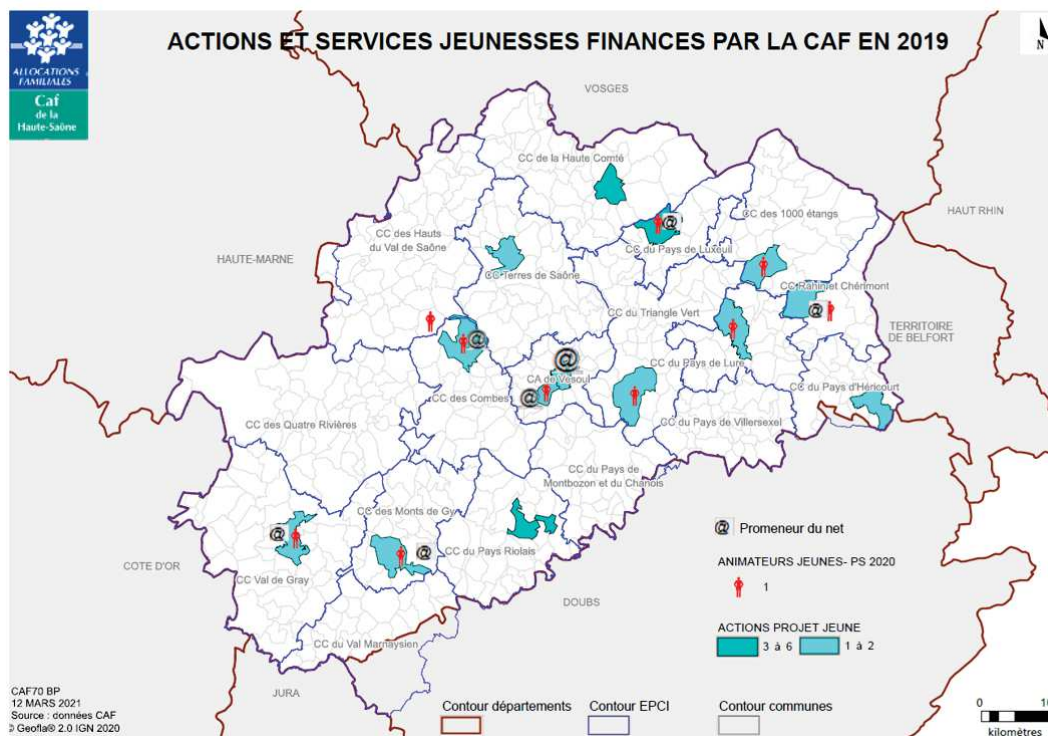 ACTIONS ET SERVICES JEUNESSES FINANCES PAR LA CAF EN 2019
ALLOCATIONS
FAMILIALES
Caf
de la
Haute-Saône
N
VOSGES
CC de la Haute Comté
HAUT RHIN
CC des 1000 étangs
CC des Hauts
du Val de Saône
CC du Pays de Luxeuil
@
HAUTE-MARNE
CC Terres de Saône
CC Rahin et Chérimont
CC du Triangle Vert
@
TERRITOIRE
DE BELFORT
@
@
CC du Pays de Lure
CA de Vesoul
CC du Pays d'Héricourt
CC des Combes
@
CC des Quatre Rivières
CC du Pays de Villersexel
CC du Pays de
Montbozon et du Chanois
CC des Monts de Gy
@
@
CC du Pays Riolais
COTE D'OR
CC Val de Gray
DOUBS
CC du Val Marnaysien
JURA
@ Promeneur du net
ANIMATEURS JEUNES- PS 2020
1
ACTIONS PROJET JEUNE
3 à 6
1 à 2
CAF70 BP
12 MARS 2021
Source : données CAF
© Geofla® 2.0 IGN 2020
Contour départements
Contour EPCI
Contour communes
0
kilomètres